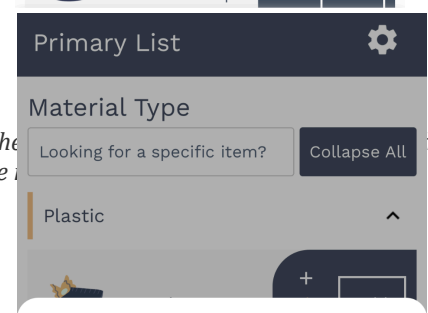 Primary List
Material Type
Looking for a specific item?
Collapse All
Plastic
+